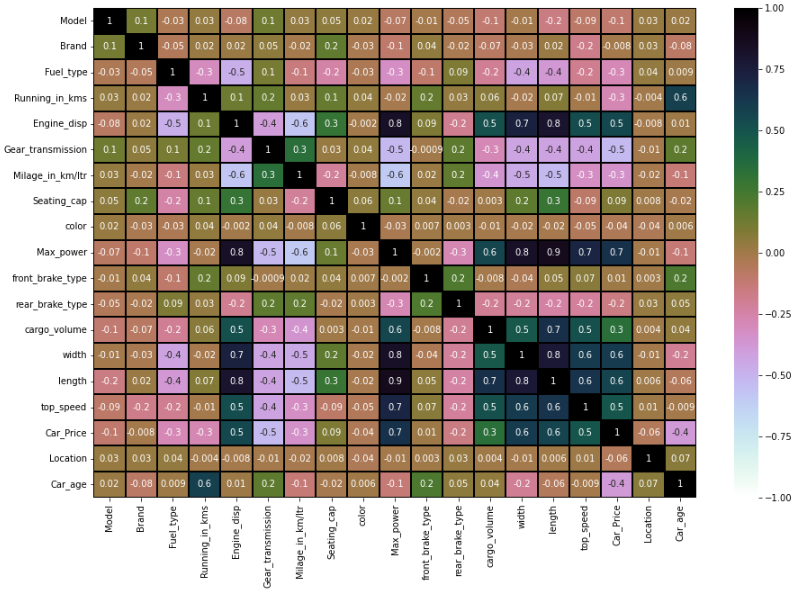 Model 1 0.1 -0.03 0.03 -0.08 0.1 0.03 0.05 0.02 -0.07 -0.01 -0.05 -0.1 -0.01 -0.2 -0.09 -0.1 0.03 0.02
Brand 0.1 1 -0.05 0.02 0.02 0.05 -0.02 0.2 -0.03 -0.1 0.04 -0.02 -0.07 -0.03 0.02 -0.2 -0.008 0.03 -0.08
Fuel_type -0.03 -0.05 1 -0.3 -0.5 0.1 -0.1 -0.2 -0.03 -0.3 -0.1 0.09 -0.2 -0.4 -0.4 -0.2 -0.3 0.04 0.009
Running_in_kms 0.03 0.02 -0.3 1 0.1 0.2 0.03 0.1 0.04 -0.02 0.2 0.03 0.06 -0.02 0.07 -0.01 -0.3 -0.004 0.6
Engine_disp -0.08 0.02 -0.5 0.1 1 -0.4 -0.6 0.3 -0.002 0.8 0.09 -0.2 0.5 0.7 0.8 0.5 0.5 -0.008 0.01
Gear_transmission 0.1 0.05 0.1 0.2 -0.4 1 0.3 0.03 0.04 -0.5 -0.0009 0.2 -0.3 -0.4 -0.4 -0.4 -0.5 -0.01 0.2
Milage_in_km/ltr 0.03 -0.02 -0.1 0.03 -0.6 0.3 1 -0.2 -0.008 -0.6 0.02 0.2 -0.4 -0.5 -0.5 -0.3 -0.3 -0.02 -0.1
Seating_cap 0.05 0.2 -0.2 0.1 0.3 0.03 -0.2 1 0.06 0.1 0.04 -0.02 0.003 0.2 0.3 -0.09 0.09 0.008 -0.02
color 0.02 -0.03 -0.03 0.04 -0.002 0.04 -0.008 0.06 1 -0.03 0.007 0.003 -0.01 -0.02 -0.02 -0.05 -0.04 -0.04 0.006
Max_power -0.07 -0.1 -0.3 -0.02 0.8 -0.5 -0.6 0.1 -0.03 1 -0.002 -0.3 0.6 0.8 0.9 0.7 0.7 -0.01 -0.1
front_brake_type -0.01 0.04 -0.1 0.2 0.09 -0.0009 0.02 0.04 0.007 -0.002 1 0.2 -0.008 -0.04 0.05 0.07 0.01 0.003 0.2
rear_brake_type -0.05 -0.02 0.09 0.03 -0.2 0.2 0.2 -0.02 0.003 -0.3 0.2 1 -0.2 -0.2 -0.2 -0.2 -0.2 0.03 0.05
cargo_volume -0.1 -0.07 -0.2 0.06 0.5 -0.3 -0.4 0.003 -0.01 0.6 -0.008 -0.2 1 0.5 0.7 0.5 0.3 0.004 0.04
width -0.01 -0.03 -0.4 -0.02 0.7 -0.4 -0.5 0.2 -0.02 0.8 -0.04 -0.2 0.5 1 0.8 0.6 0.6 -0.01 -0.2
length -0.2 0.02 -0.4 0.07 0.8 -0.4 -0.5 0.3 -0.02 0.9 0.05 -0.2 0.7 0.8 1 0.6 0.6 0.006 -0.06
top_speed -0.09 -0.2 -0.2 -0.01 0.5 -0.4 -0.3 -0.09 -0.05 0.7 0.07 -0.2 0.5 0.6 0.6 1 0.5 0.01 -0.009
Car_Price -0.1 -0.008 -0.3 -0.3 0.5 -0.5 -0.3 0.09 -0.04 0.7 0.01 -0.2 0.3 0.6 0.6 0.5 1 -0.06 -0.4
Location 0.03 0.03 0.04 -0.004 -0.008 -0.01 -0.02 0.008 -0.04 -0.01 0.003 0.03 0.004 -0.01 0.006 0.01 -0.06 1 0.07
Car_age 0.02 -0.08 0.009 0.6 0.01 0.2 -0.1 -0.02 0.006 -0.1 0.2 0.05 0.04 -0.2 -0.06 -0.009 -0.4 0.07 1
Model Brand Fuel_type Running_in_kms Engine_disp Gear_transmission Milage_in_km/ltr Seating_cap color Max_power front_brake_type rear_brake_type cargo_volume width length top_speed Car_Price Location Car_age
1.00
0.75
0.50
0.25
0.00
-0.25
-0.50
-0.75
-1.00